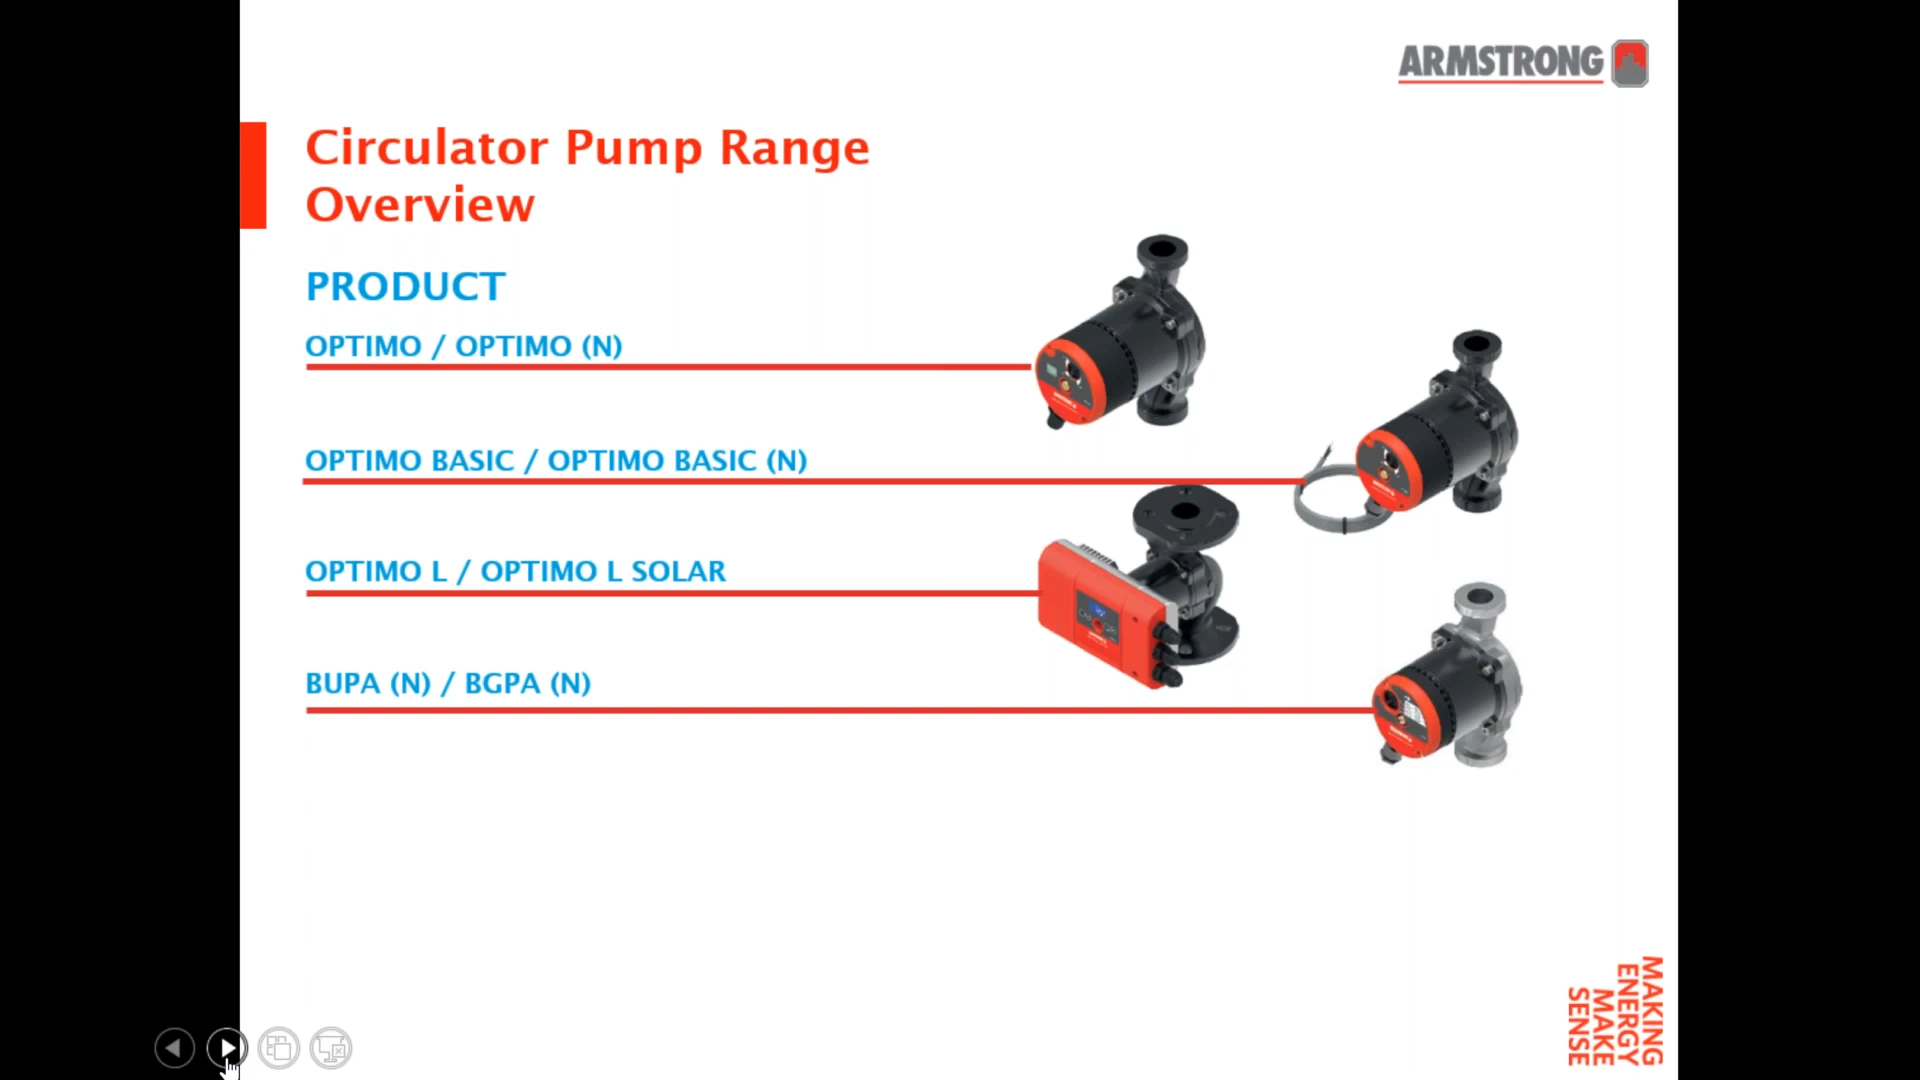 ARMSTRONG
Circulator Pump Range
Overview
PRODUCT
OPTIMO / OPTIMO (N)
OPTIMO BASIC / OPTIMO BASIC (N)
OPTIMO L / OPTIMO L SOLAR
BUPA (N) / BGPA (N)
MAKING
ENERGY
MAKE
SENSE